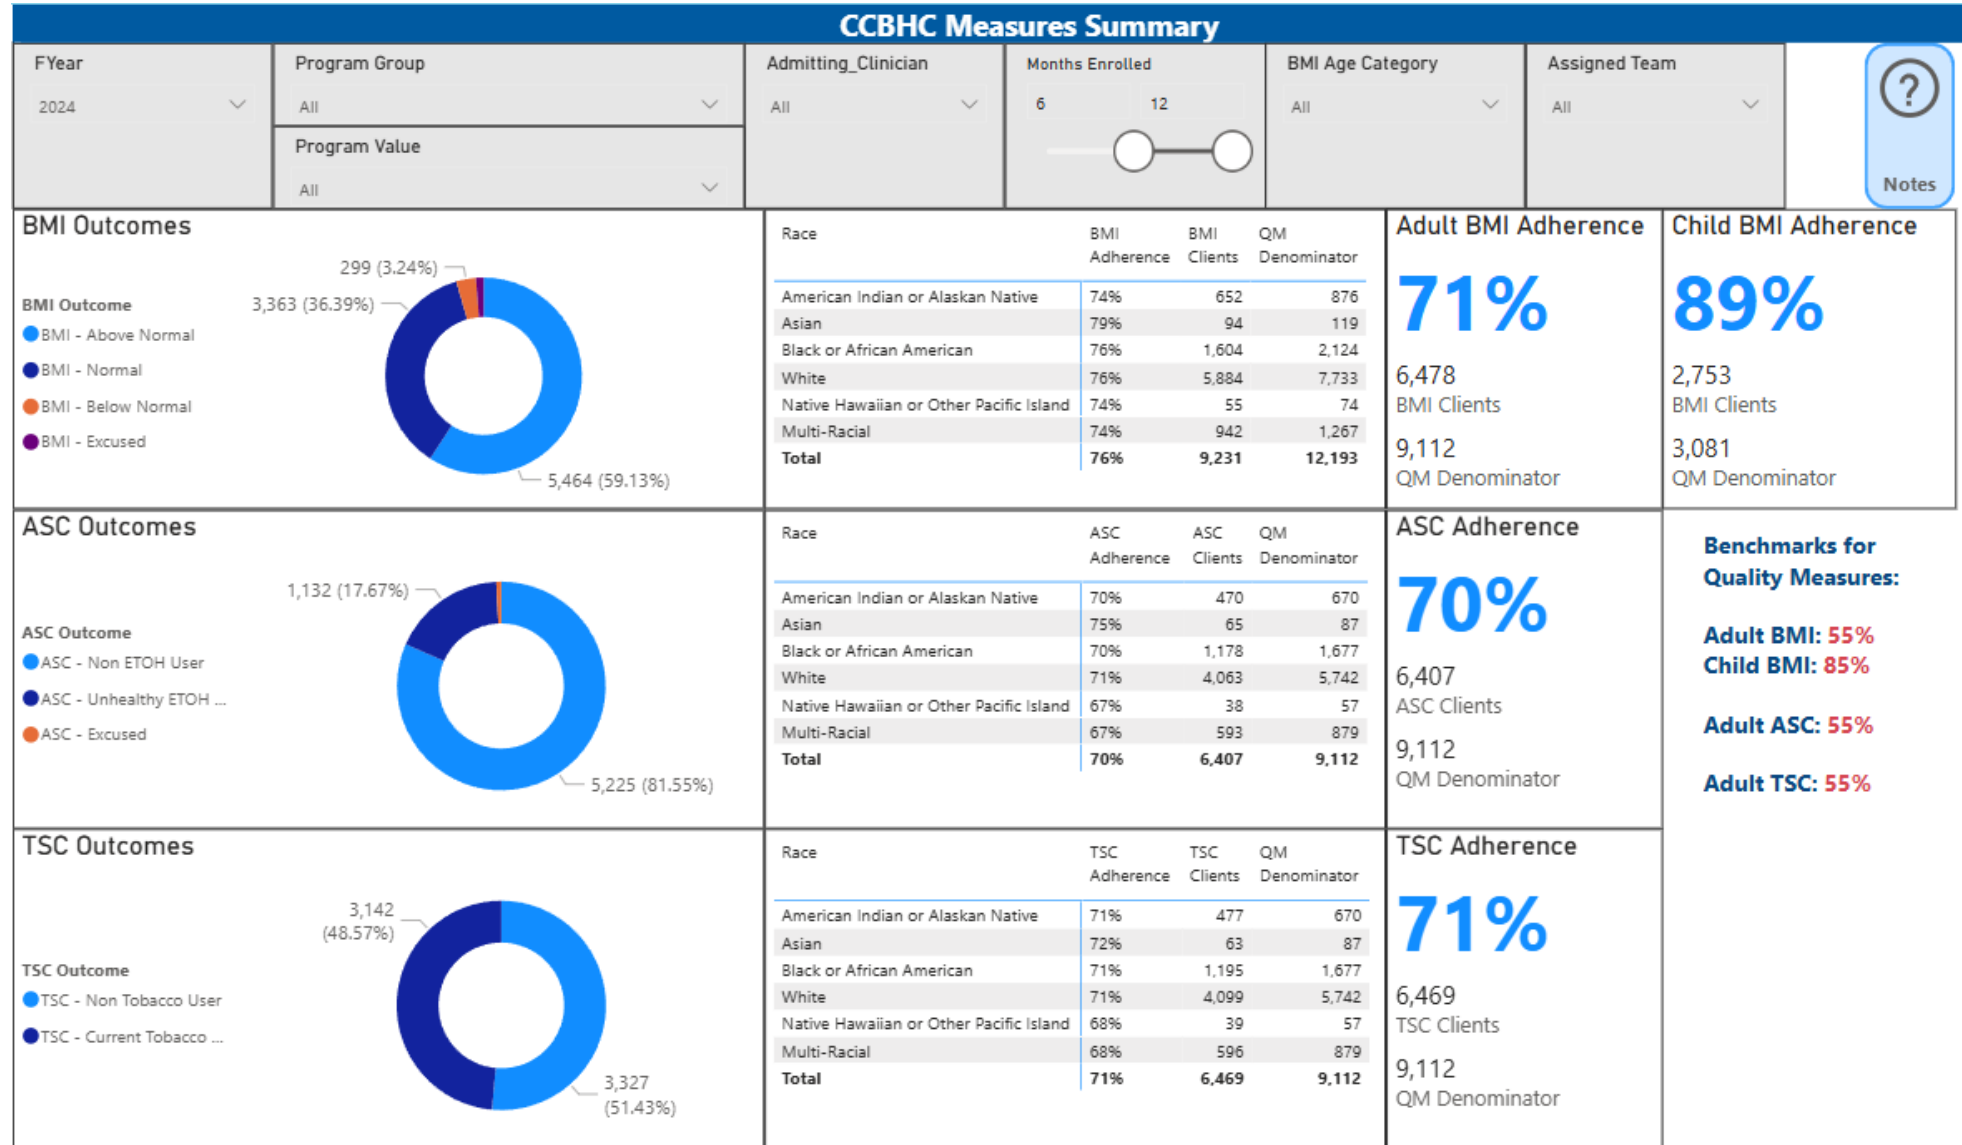 CCBHC Measures Summary
FYear
2024
Program Group
All
Program Value
All
Admitting_Clinician
All
Months Enrolled
6 12
BMI Age Category
All
Assigned Team
All
?
Notes
BMI Outcomes
BMI Outcome
BMI - Above Normal
BMI - Normal
BMI - Below Normal
BMI - Excused
299 (3.24%)
3,363 (36.39%)
5,464 (59.13%)
Race BMI Adherence BMI Clients QM Denominator
American Indian or Alaskan Native 74% 652 876
Asian 79% 94 119
Black or African American 76% 1,604 2,124
White 76% 5,884 7,733
Native Hawaiian or Other Pacific Island 74% 55 74
Multi-Racial 74% 942 1,267
Total 76% 9,231 12,193
Adult BMI Adherence
71%
6,478
BMI Clients
9,112
QM Denominator
Child BMI Adherence
89%
2,753
BMI Clients
3,081
QM Denominator
ASC Outcomes
ASC Outcome
ASC - Non ETOH User
ASC - Unhealthy ETOH ...
ASC - Excused
1,132 (17.67%)
5,225 (81.55%)
Race ASC Adherence ASC Clients QM Denominator
American Indian or Alaskan Native 70% 470 670
Asian 75% 65 87
Black or African American 70% 1,178 1,677
White 71% 4,063 5,742
Native Hawaiian or Other Pacific Island 67% 38 57
Multi-Racial 67% 593 879
Total 70% 6,407 9,112
ASC Adherence
70%
6,407
ASC Clients
9,112
QM Denominator
Benchmarks for
Quality Measures:
Adult BMI: 55%
Child BMI: 85%
Adult ASC: 55%
Adult TSC: 55%
TSC Outcomes
TSC Outcome
TSC - Non Tobacco User
TSC - Current Tobacco ...
3,142
(48.57%)
3,327
(51.43%)
Race TSC Adherence TSC Clients QM Denominator
American Indian or Alaskan Native 71% 477 670
Asian 72% 63 87
Black or African American 71% 1,195 1,677
White 71% 4,099 5,742
Native Hawaiian or Other Pacific Island 68% 39 57
Multi-Racial 68% 596 879
Total 71% 6,469 9,112
TSC Adherence
71%
6,469
TSC Clients
9,112
QM Denominator